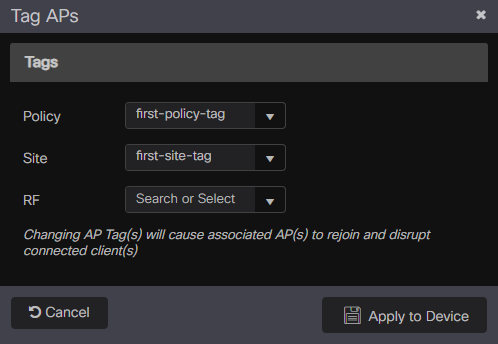 Tag APs
Tags
Policy first-policy-tag
Site first-site-tag
RF Search or Select
Changing AP Tag(s) will cause associated AP(s) to rejoin and disrupt
connected client(s)
Cancel Apply to Device